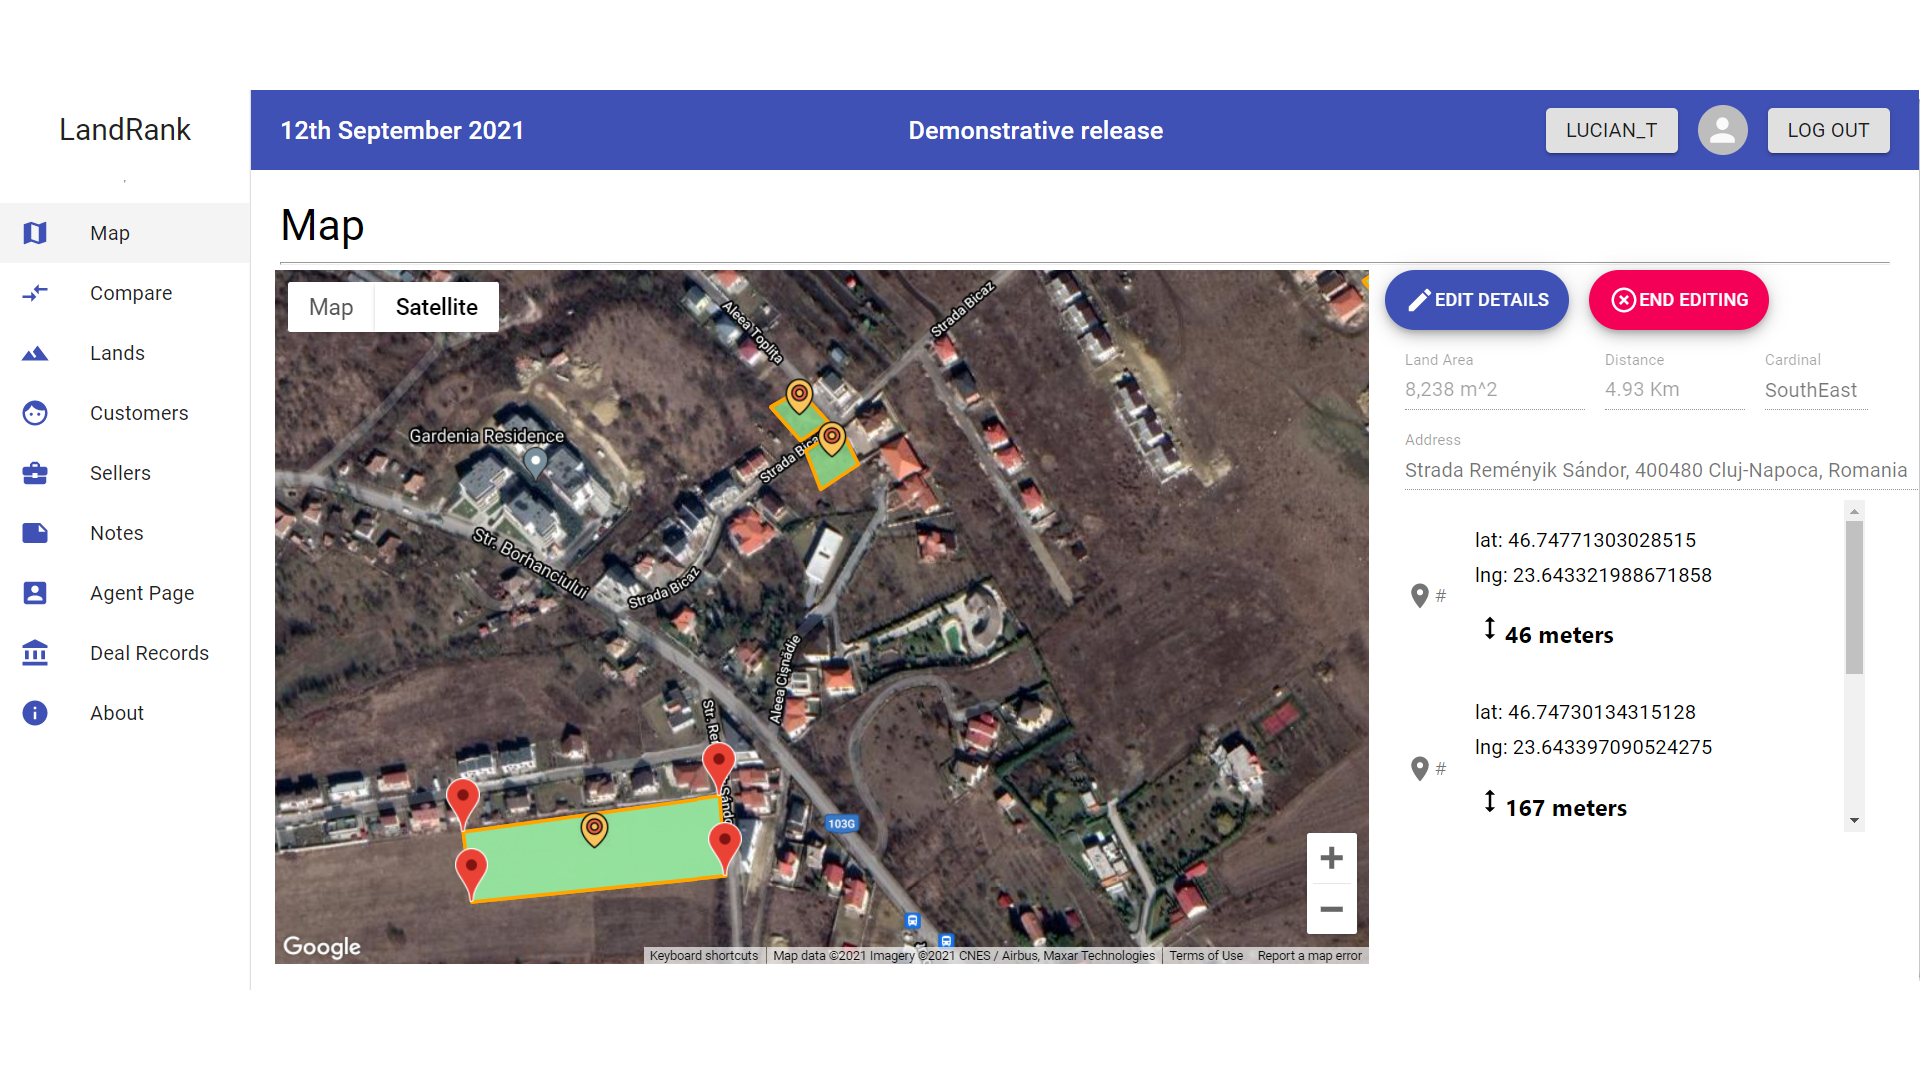 LandRank
12th September 2021
Demonstrative release
LUCIAN_T
LOG OUT
Map
Compare
Lands
Customers
Sellers
Notes
Agent Page
Deal Records
About
Map
Map
Satellite
Aleea Toplița
Strada Bicaz
Gardenia Residence
Strada Bica
Str. Borhanciului
Strada Bicaz
Aleea Cișnădie
Str. Re
Sándo
103G
Google
Keyboard shortcuts
Map data ©2021 Imagery ©2021 CNES / Airbus, Maxar Technologies
Terms of Use
Report a map error
EDIT DETAILS
END EDITING
Land Area
8,238 m^2
Distance
4.93 Km
Cardinal
SouthEast
Address
Strada Reményik Sándor, 400480 Cluj-Napoca, Romania
lat: 46.74771303028515
lng: 23.643321988671858
#
46 meters
lat: 46.74730134315128
lng: 23.643397090524275
#
167 meters